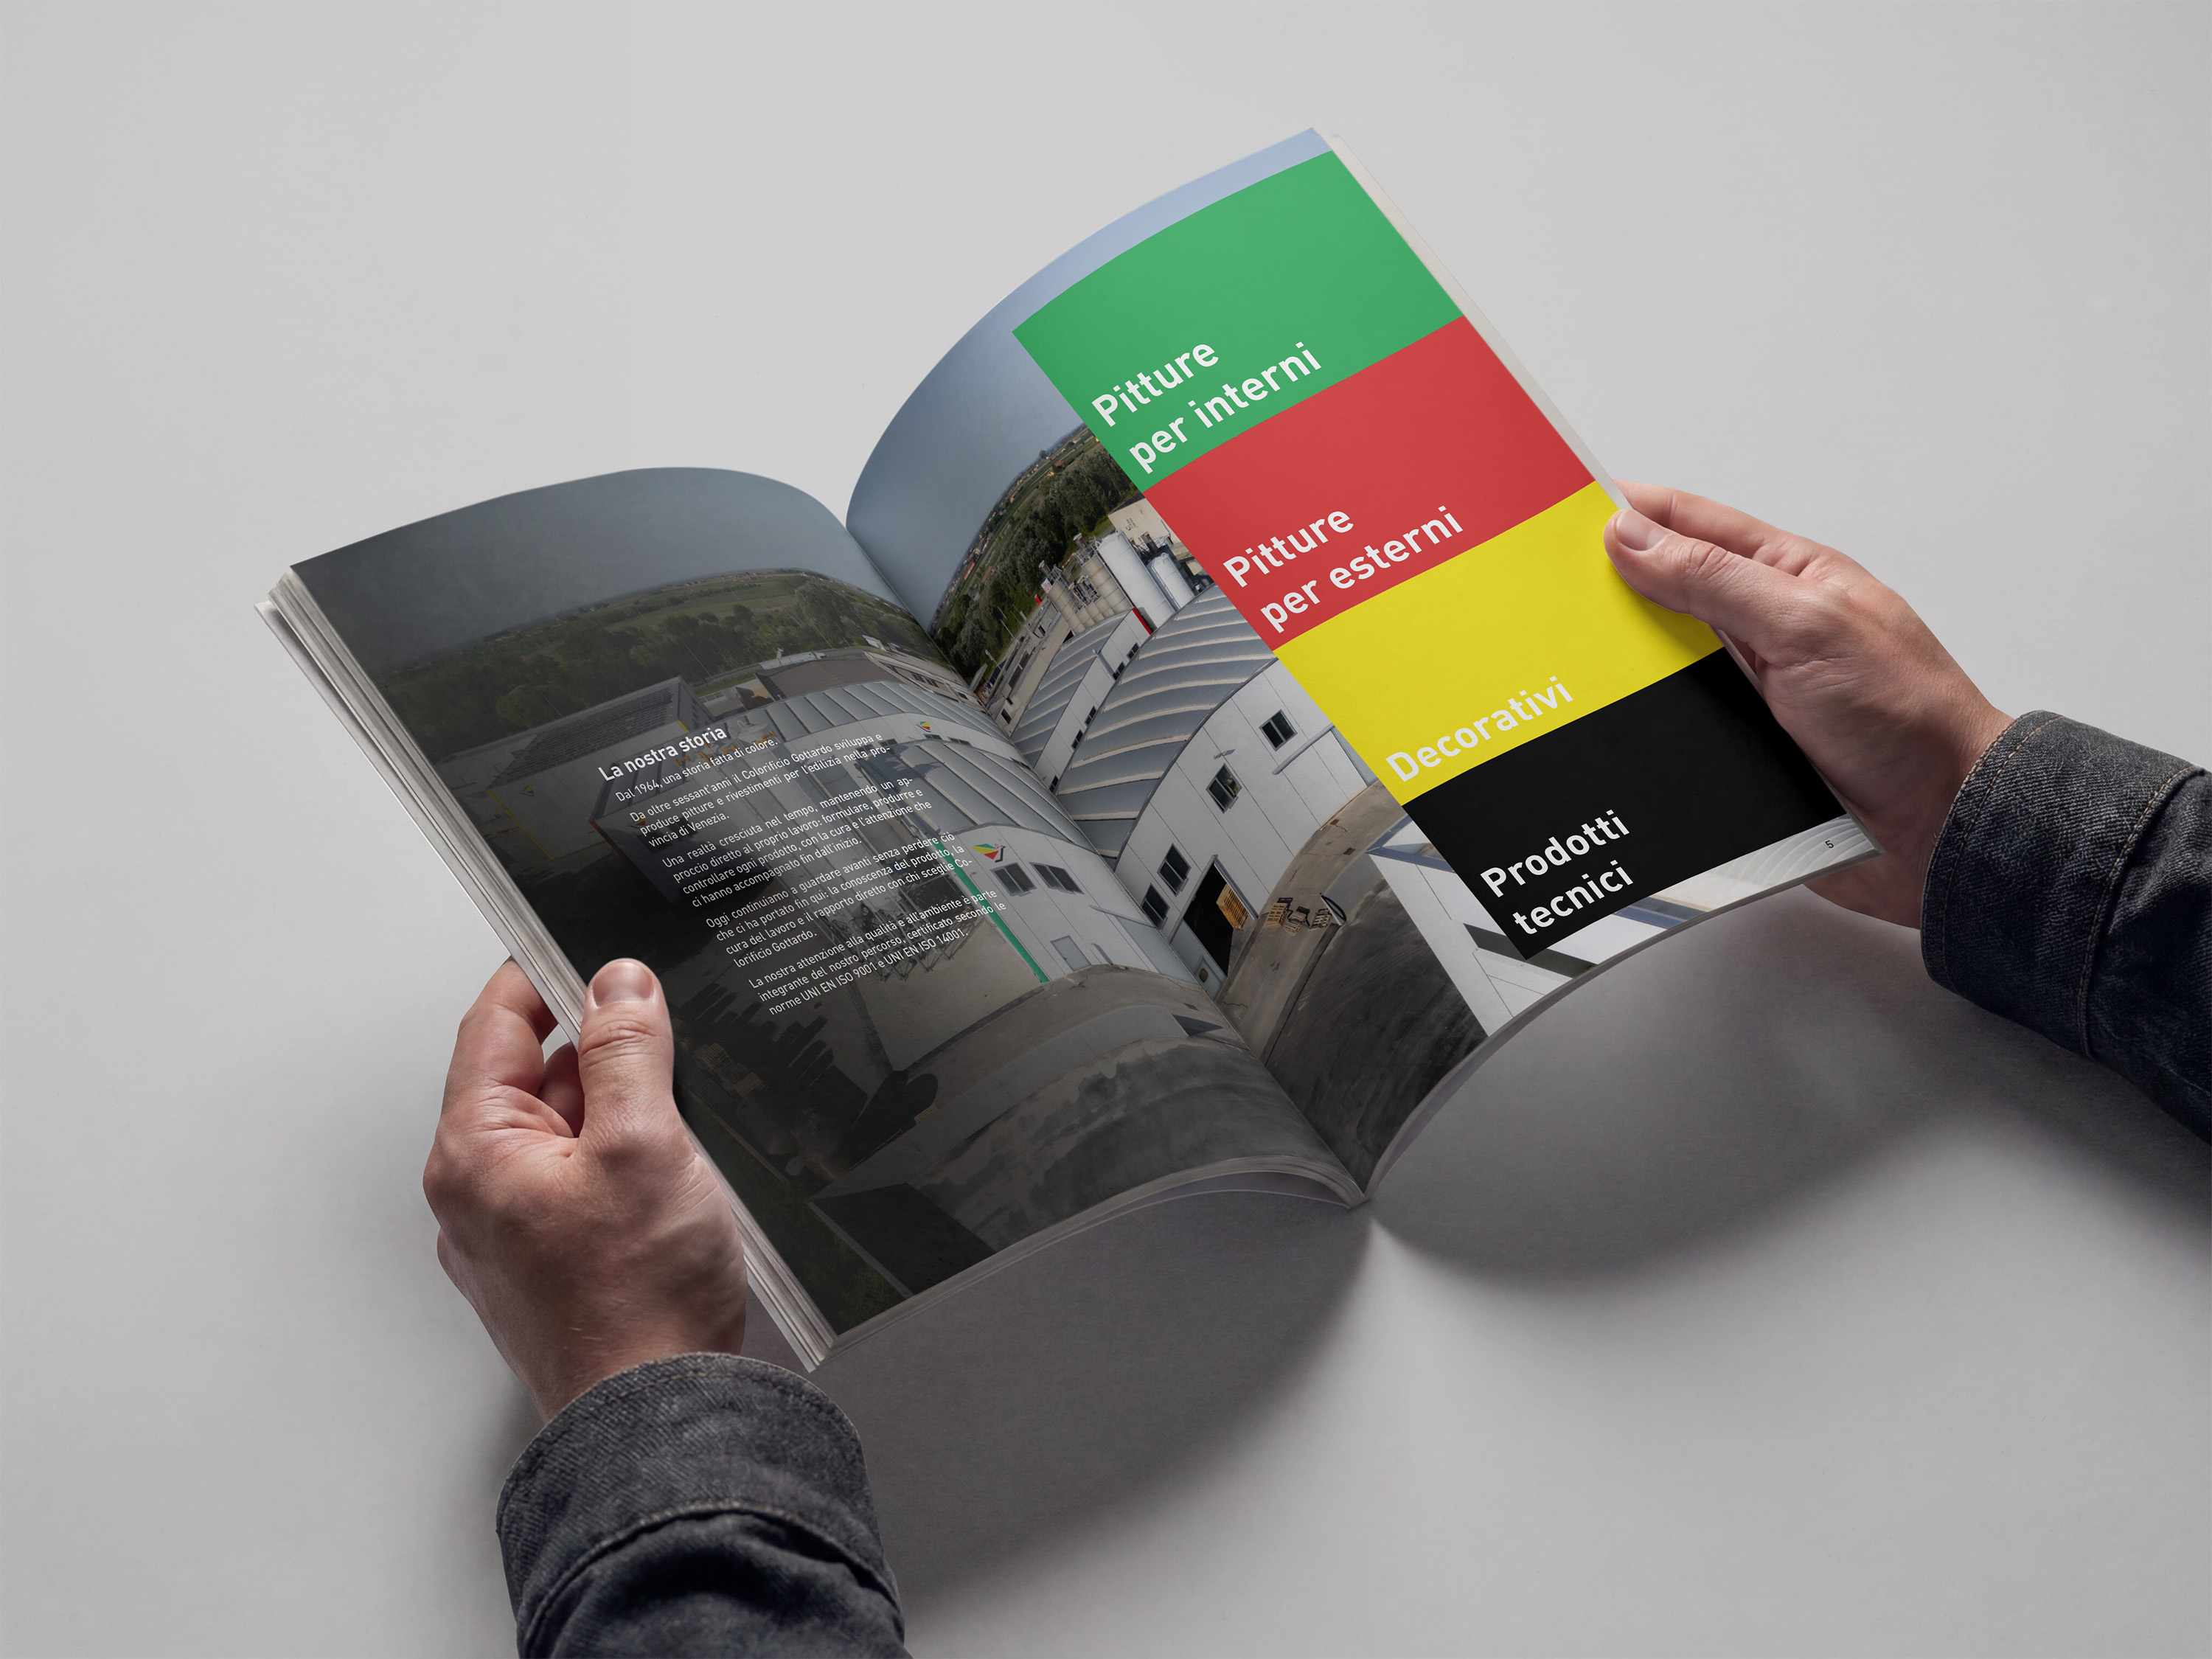 La nostra storia
Dal 1964, una storia fatta di colore.
Da oltre sessant'anni il Colorificio Gottardo sviluppa e
produce pitture e rivestimenti per l'edilizia nella pro-
vincia di Venezia.
Una realtà cresciuta nel tempo, mantenendo un ap-
proccio diretto al proprio lavoro: formulare, produrre e
controllare ogni prodotto, con la cura e l'attenzione che
ci hanno accompagnato fin dall'inizio.
Oggi continuiamo a guardare avanti senza perdere ciò
che ci ha portato fin qui: la conoscenza del prodotto, la
cura del lavoro e il rapporto diretto con chi sceglie Co-
lorificio Gottardo.
La nostra attenzione alla qualità e all'ambiente è parte
integrante del nostro percorso, certificato secondo le
norme UNI EN ISO 9001 e UNI EN ISO 14001.
Pitture
per interni
Pitture
per esterni
Decorativi
Prodotti
tecnici
5